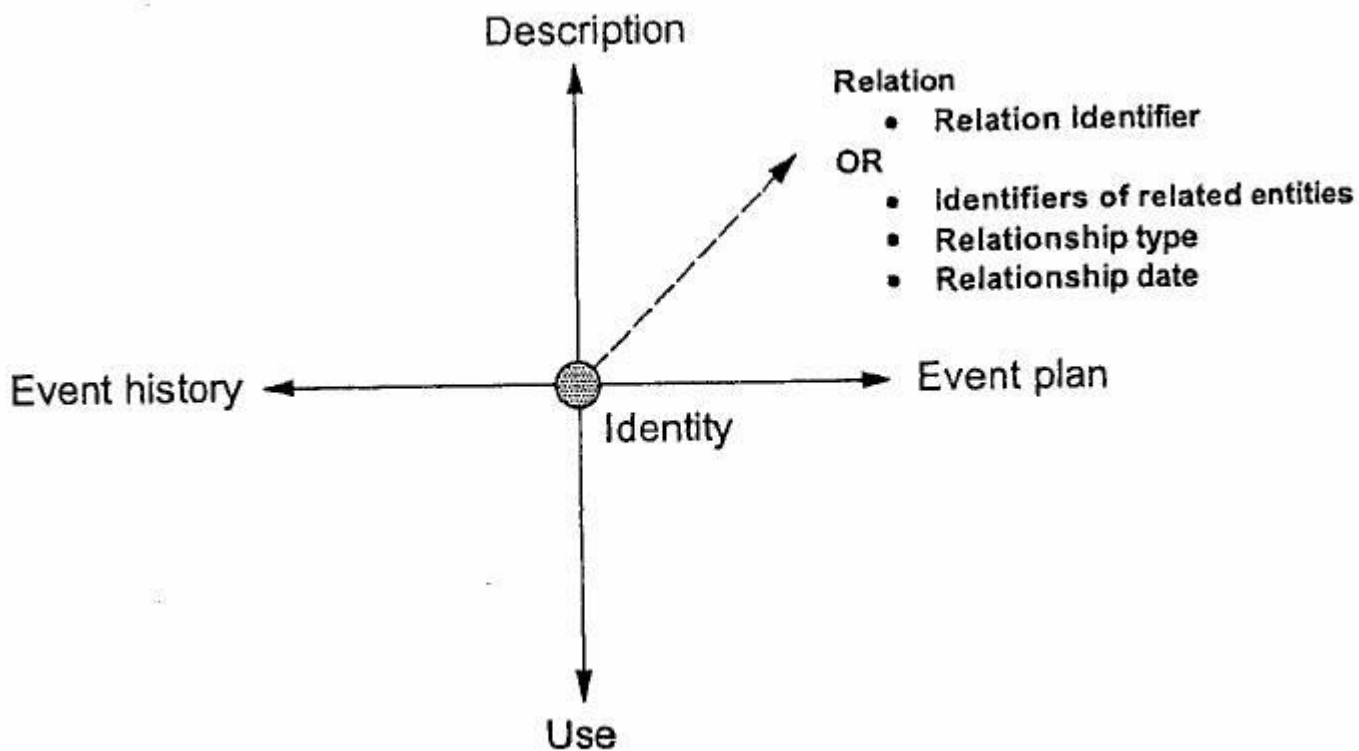 Description
Relation
• Relation Identifier
OR
• Identifiers of related entities
• Relationship type
• Relationship date
Event history
Event plan
Identity
Use